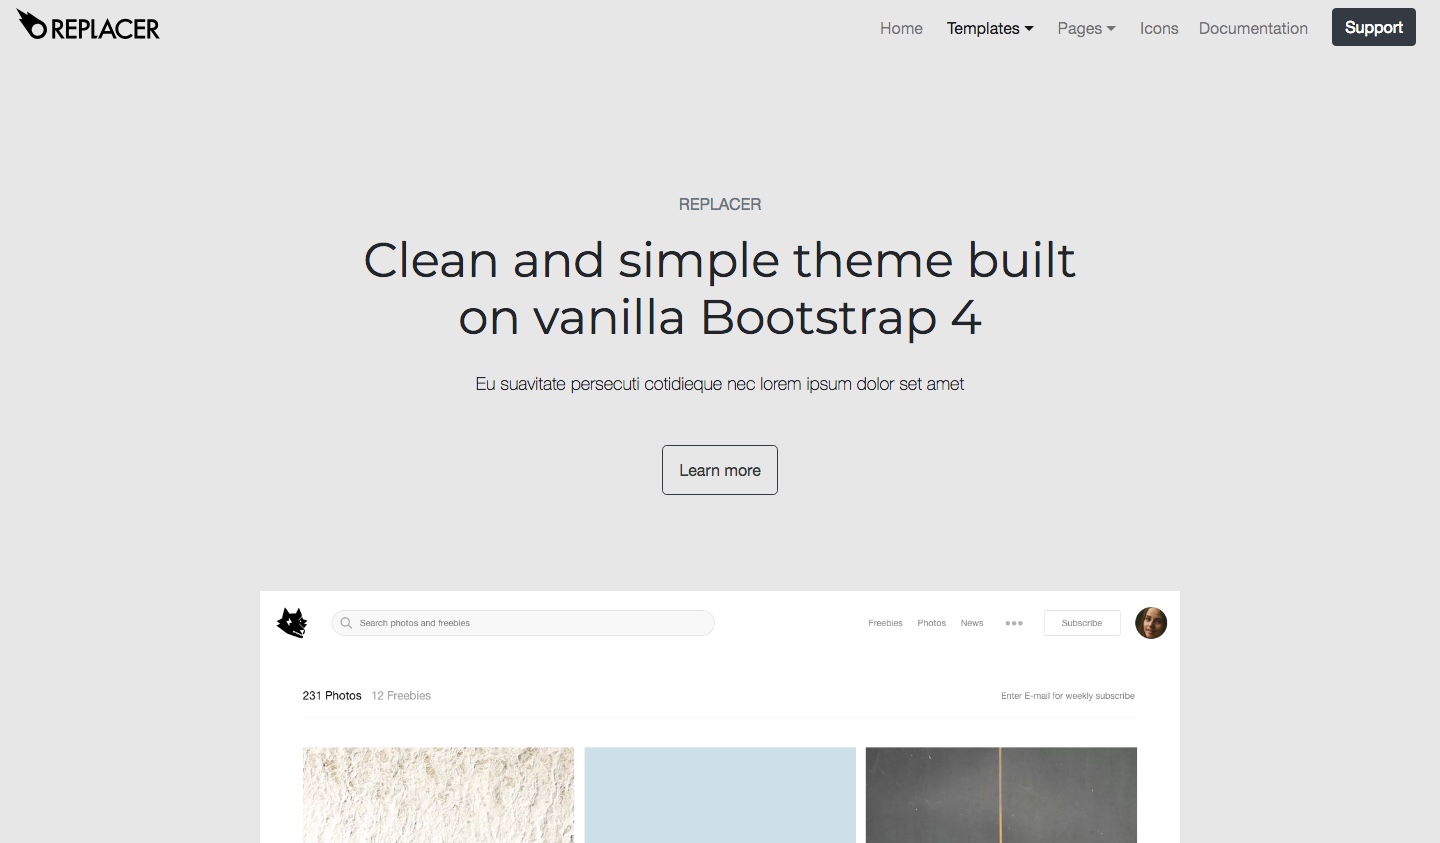 REPLACER
Home Templates Pages Icons Documentation Support
REPLACER
Clean and simple theme built
on vanilla Bootstrap 4
Eu suavitate persecuti cotidieque nec lorem ipsum dolor set amet
Learn more
Search photos and freebies
Freebies Photos News Subscribe
231 Photos 12 Freebies
Enter E-mail for weekly subscribe